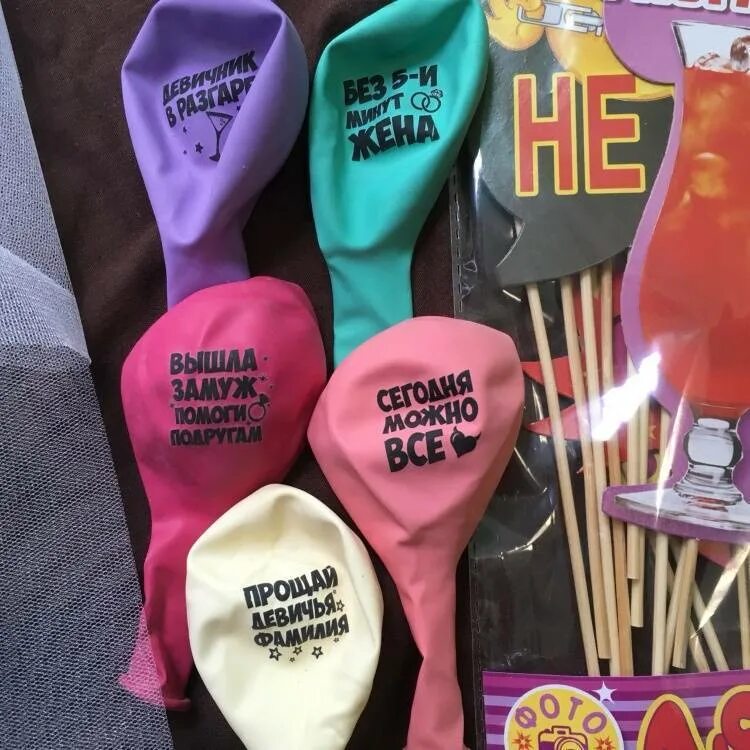 ДЕВИЧНИК
В РАЗГАРЕ
БЕЗ 5-И
МИНУТ
ЖЕНА
НЕ
ВЫШЛА
ЗАМУЖ
ПОМОГИ
ПОДРУГАМ
СЕГОДНЯ
МОЖНО
ВСЕ
ПРОЩАЙ
ДЕВИЧЬЯ
ФАМИЛИЯ
ФОТО